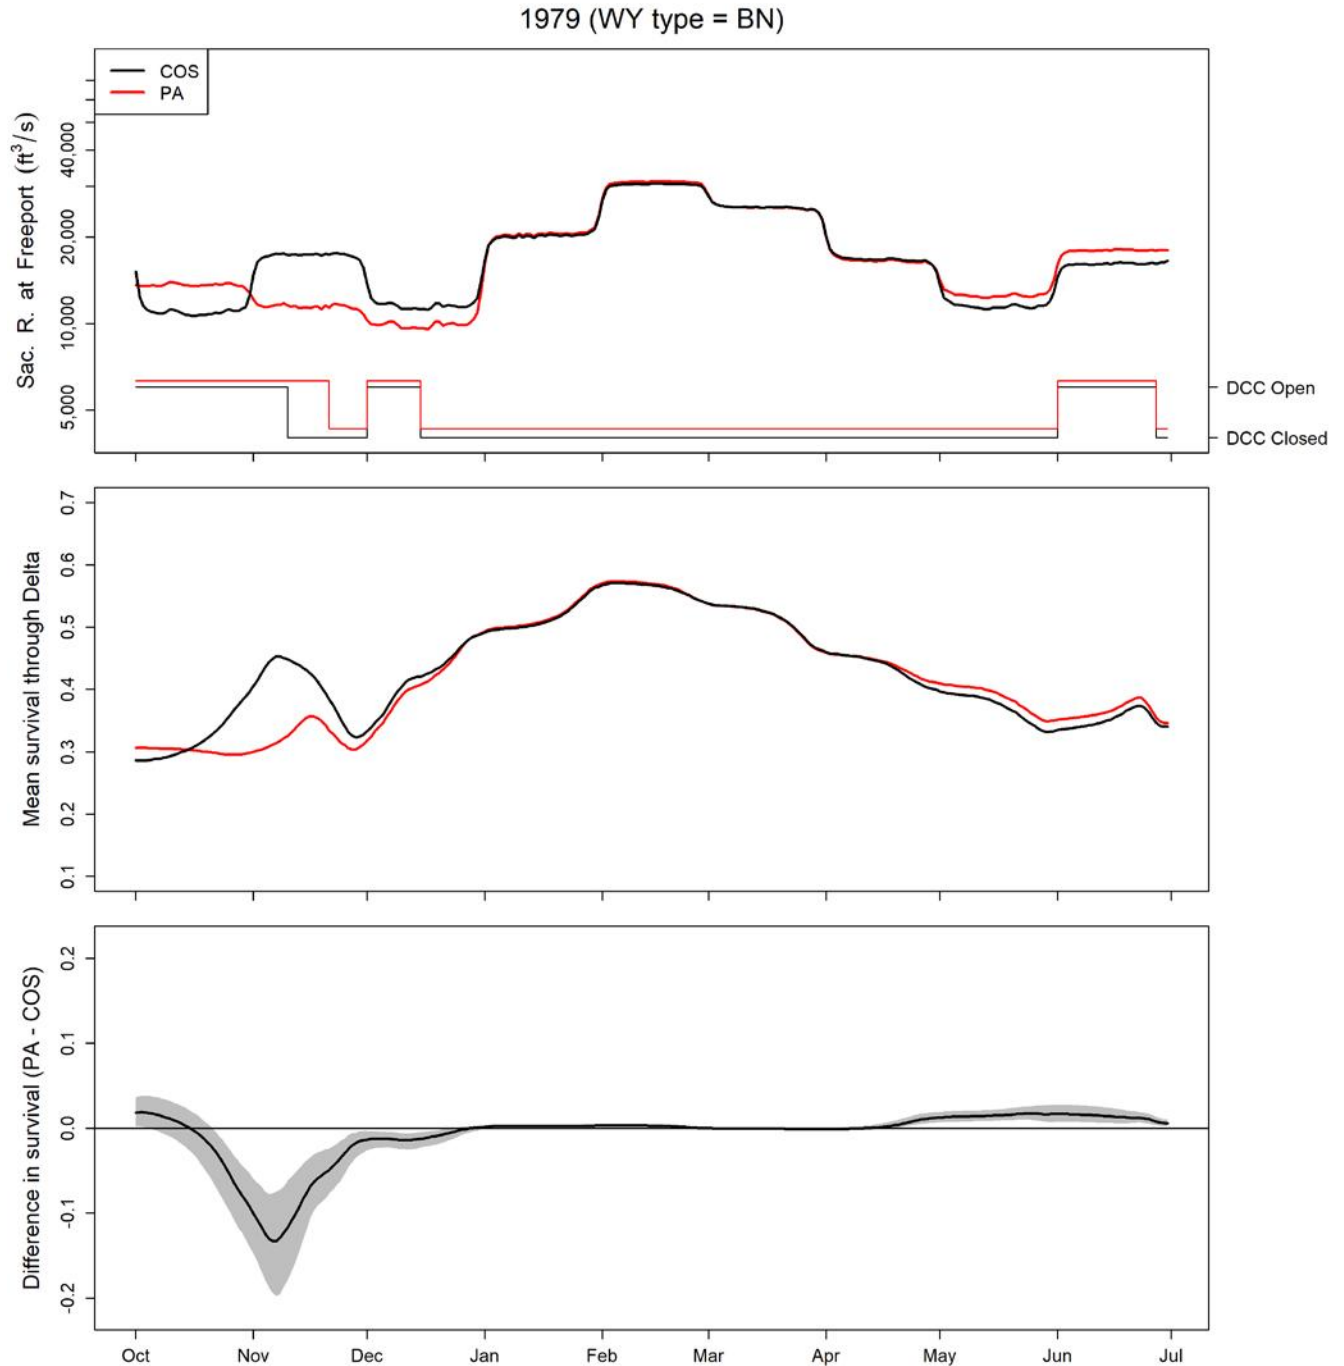 1979 (WY type = BN)
COS
PA
Sac. R. at Freeport (ft³/s)
40,000
20,000
10,000
5,000
DCC Open
DCC Closed
Mean survival through Delta
0.7
0.6
0.5
0.4
0.3
0.2
0.1
Difference in survival (PA - COS)
0.2
0.1
0.0
-0.1
-0.2
Oct Nov Dec Jan Feb Mar Apr May Jun Jul